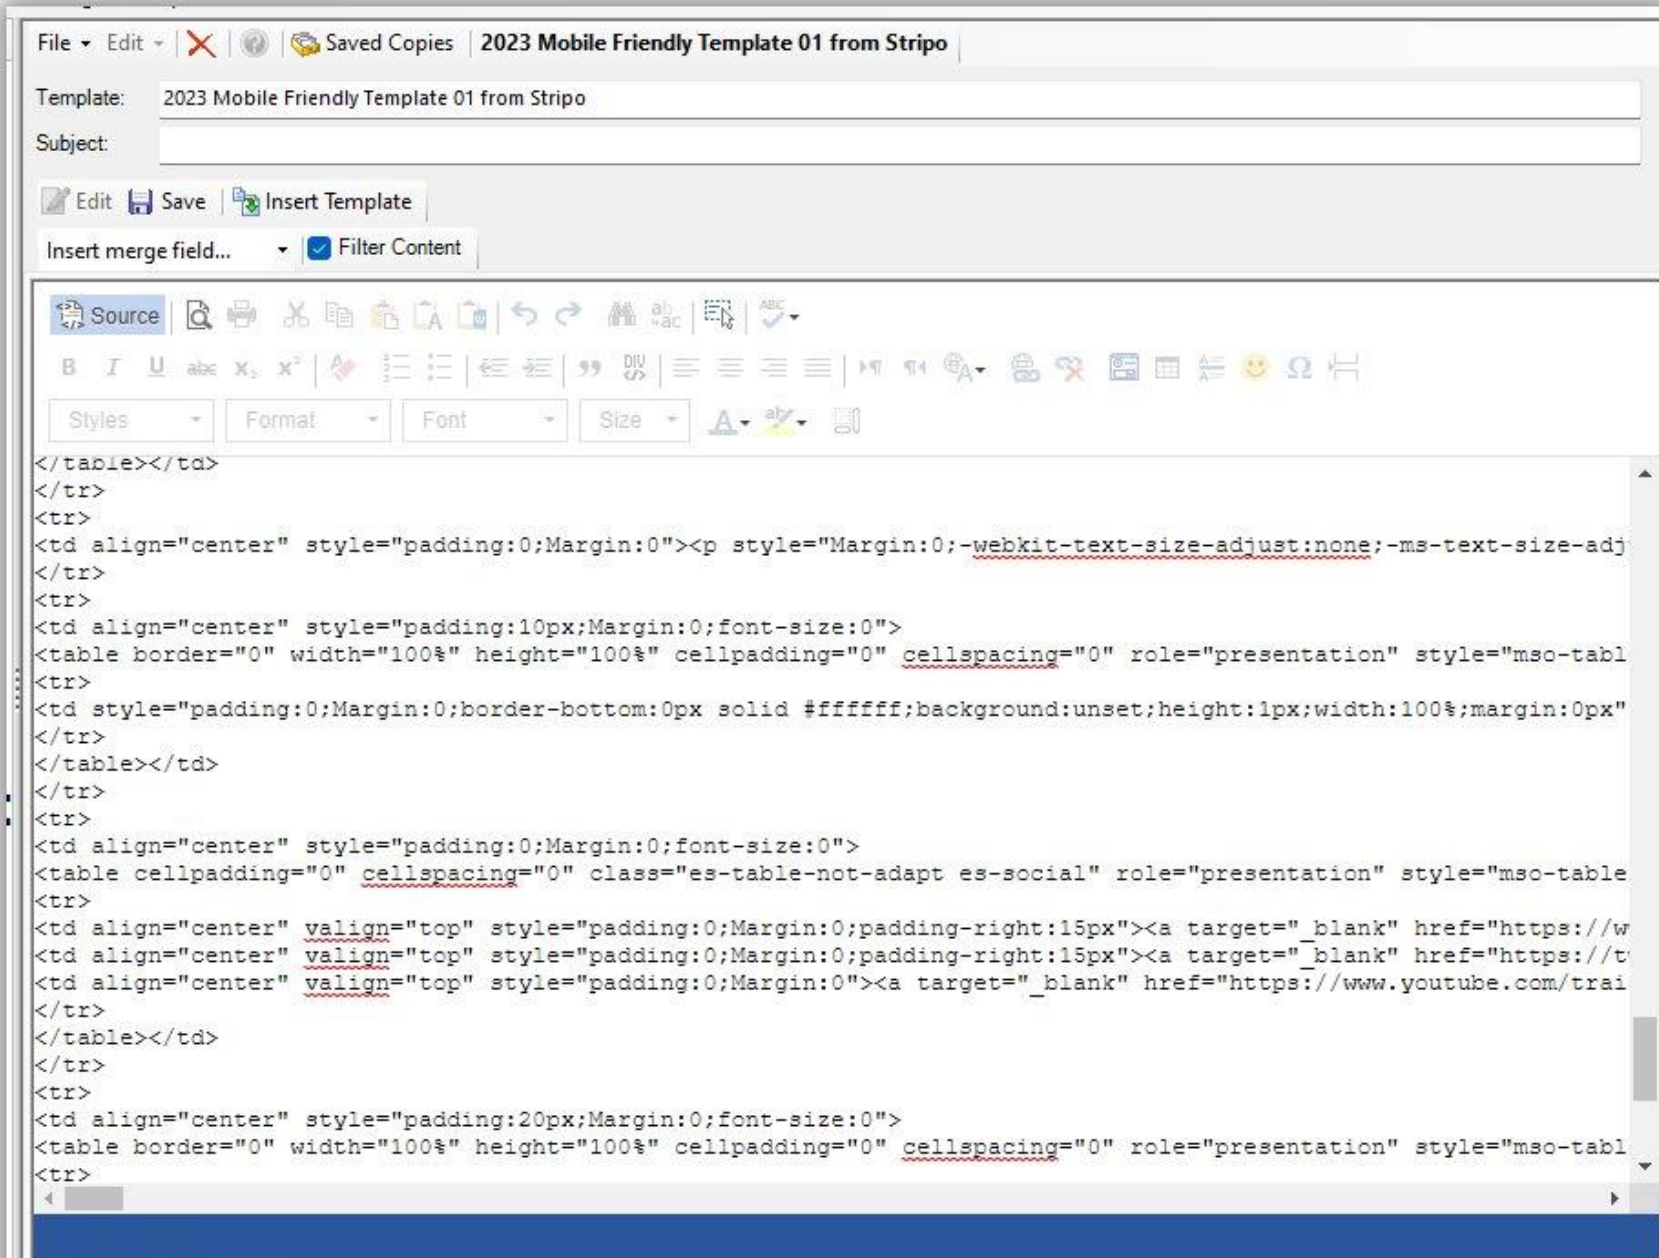 File Edit Saved Copies 2023 Mobile Friendly Template 01 from Stripo
Template: 2023 Mobile Friendly Template 01 from Stripo
Subject:
Edit Save Insert Template
Insert merge field... Filter Content
Source ABC
B I U abc x₂ x² DIV
Styles Format Font Size
</table></td>
</tr>
<tr>
<td align="center" style="padding:0;Margin:0"><p style="Margin:0;-webkit-text-size-adjust:none;-ms-text-size-adj
</tr>
<tr>
<td align="center" style="padding:10px;Margin:0;font-size:0">
<table border="0" width="100%" height="100%" cellpadding="0" cellspacing="0" role="presentation" style="mso-tabl
<tr>
<td style="padding:0;Margin:0;border-bottom:0px solid #ffffff;background:unset;height:1px;width:100%;margin:0px"
</tr>
</table></td>
</tr>
<tr>
<td align="center" style="padding:0;Margin:0;font-size:0">
<table cellpadding="0" cellspacing="0" class="es-table-not-adapt es-social" role="presentation" style="mso-table
<tr>
<td align="center" valign="top" style="padding:0;Margin:0;padding-right:15px"><a target="_blank" href="https://w
<td align="center" valign="top" style="padding:0;Margin:0;padding-right:15px"><a target="_blank" href="https://t
<td align="center" valign="top" style="padding:0;Margin:0"><a target="_blank" href="https://www.youtube.com/trai
</tr>
</table></td>
</tr>
<tr>
<td align="center" style="padding:20px;Margin:0;font-size:0">
<table border="0" width="100%" height="100%" cellpadding="0" cellspacing="0" role="presentation" style="mso-tabl
<tr>